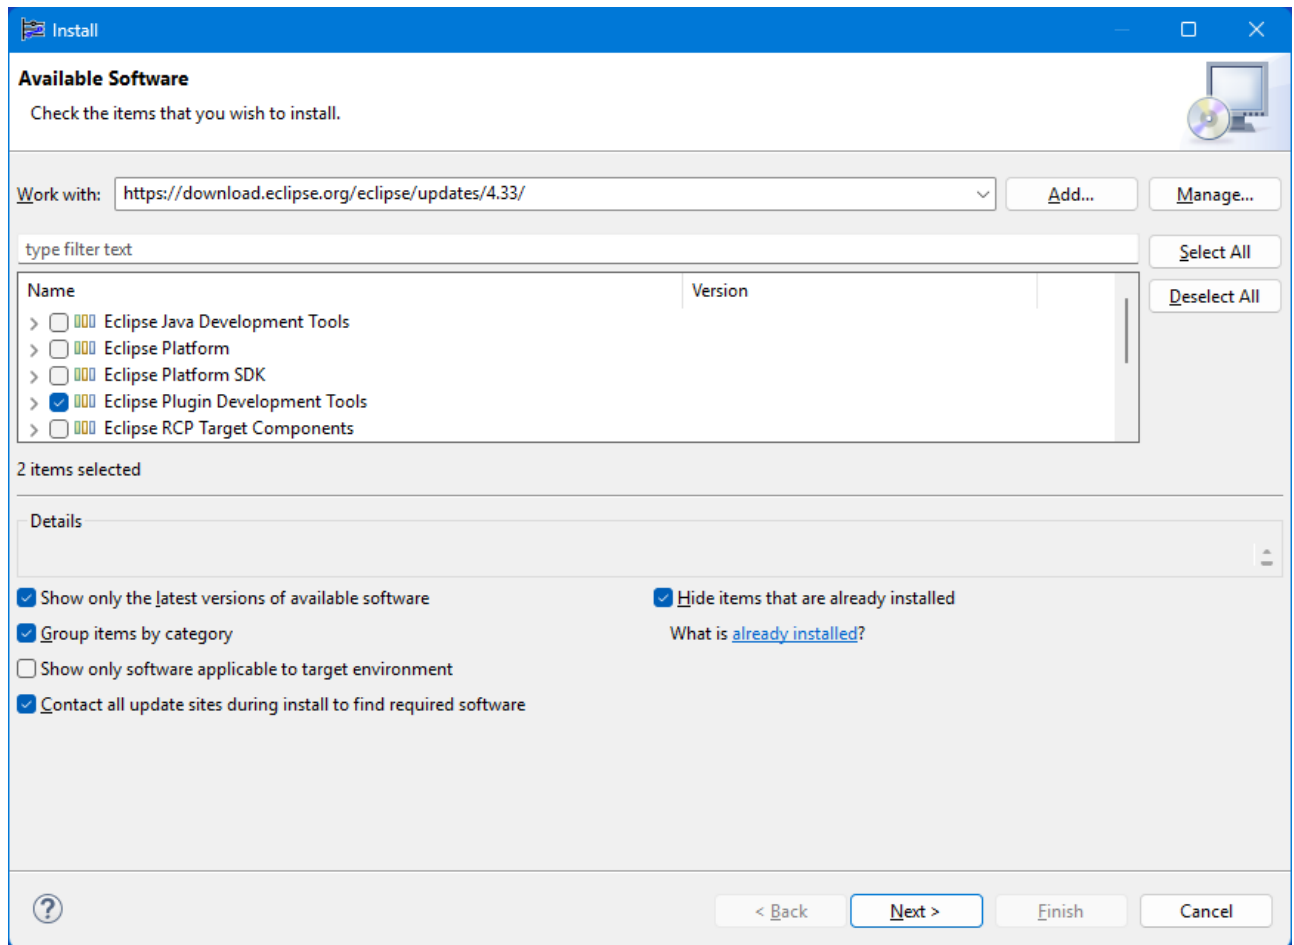 Install
Available Software
Check the items that you wish to install.
Work with: https://download.eclipse.org/eclipse/updates/4.33/ Add... Manage...
type filter text Select All
Name Version Deselect All
Eclipse Java Development Tools
Eclipse Platform
Eclipse Platform SDK
Eclipse Plugin Development Tools
Eclipse RCP Target Components
2 items selected
Details
Show only the latest versions of available software Hide items that are already installed
Group items by category What is already installed?
Show only software applicable to target environment
Contact all update sites during install to find required software
? < Back Next > Finish Cancel